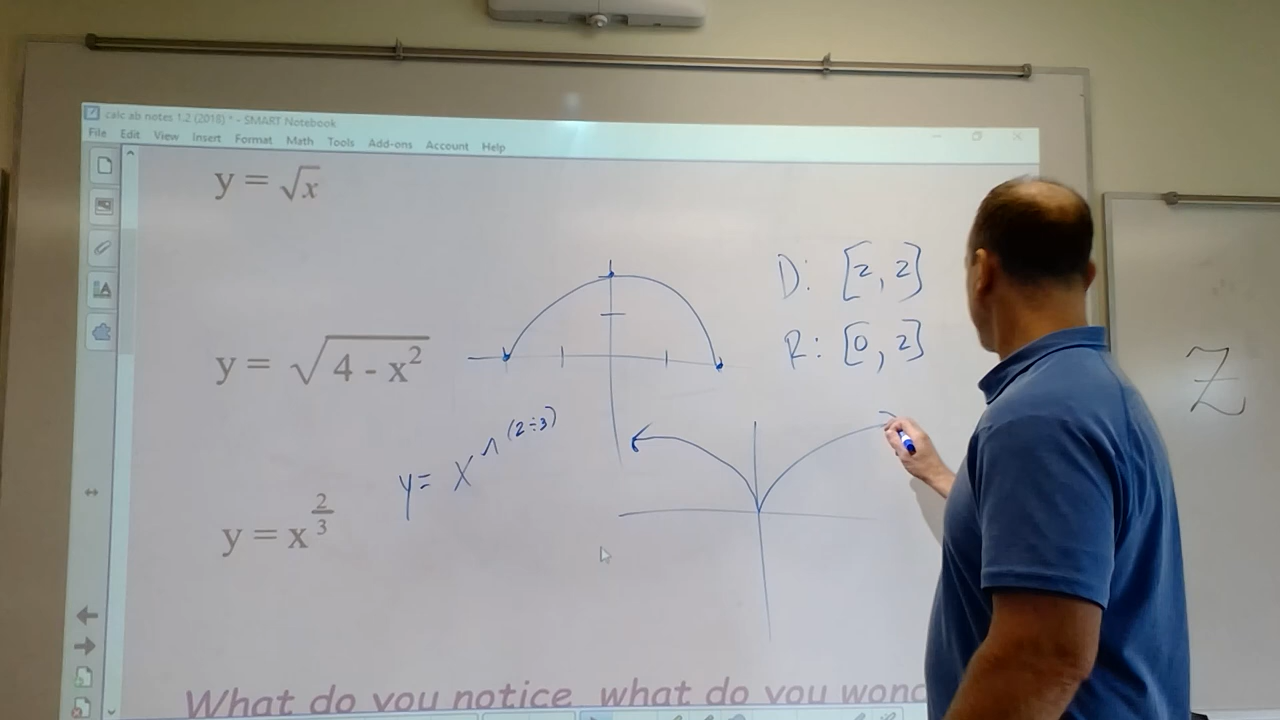 calc ab notes 1.2 (2018) * - SMART Notebook
File Edit View Insert Format Math Tools Add-ons Account Help
y = √x
D: [2, 2]
R: [0, 2]
y = √(4 - x²)
y = x ^ (2÷3)
y = x^(2/3)
Z
What do you notice what do you wond